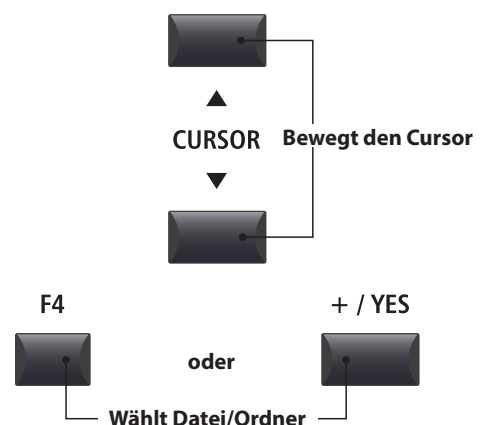 ▲
CURSOR
Bewegt den Cursor
▼
F4
+ / YES
oder
Wählt Datei/Ordner